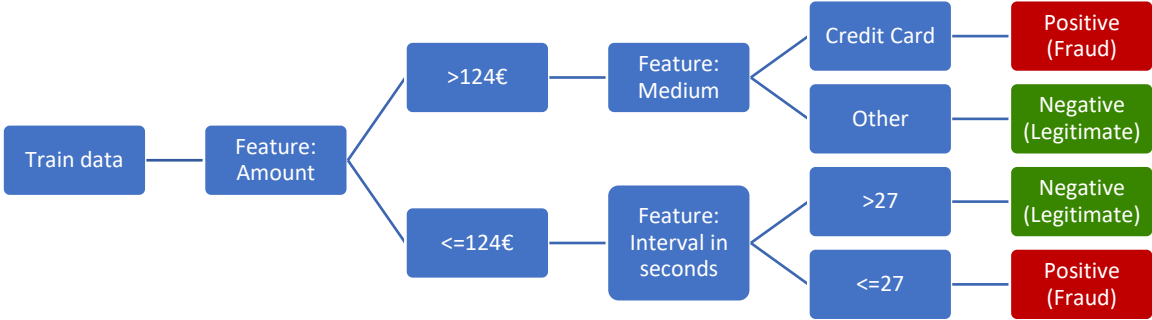 Train data
Feature:
Amount
>124€
Feature:
Medium
Credit Card
Positive
(Fraud)
Other
Negative
(Legitimate)
<=124€
Feature:
Interval in
seconds
>27
Negative
(Legitimate)
<=27
Positive
(Fraud)